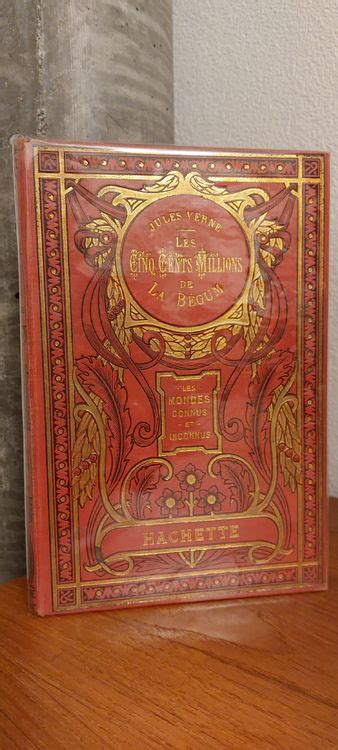 JULES VERNE
LES
CINQ CENTS MILLIONS
DE
LA BEGUM
LES
MONDES
CONNUS
- ET -
INCONNUS
HACHETTE